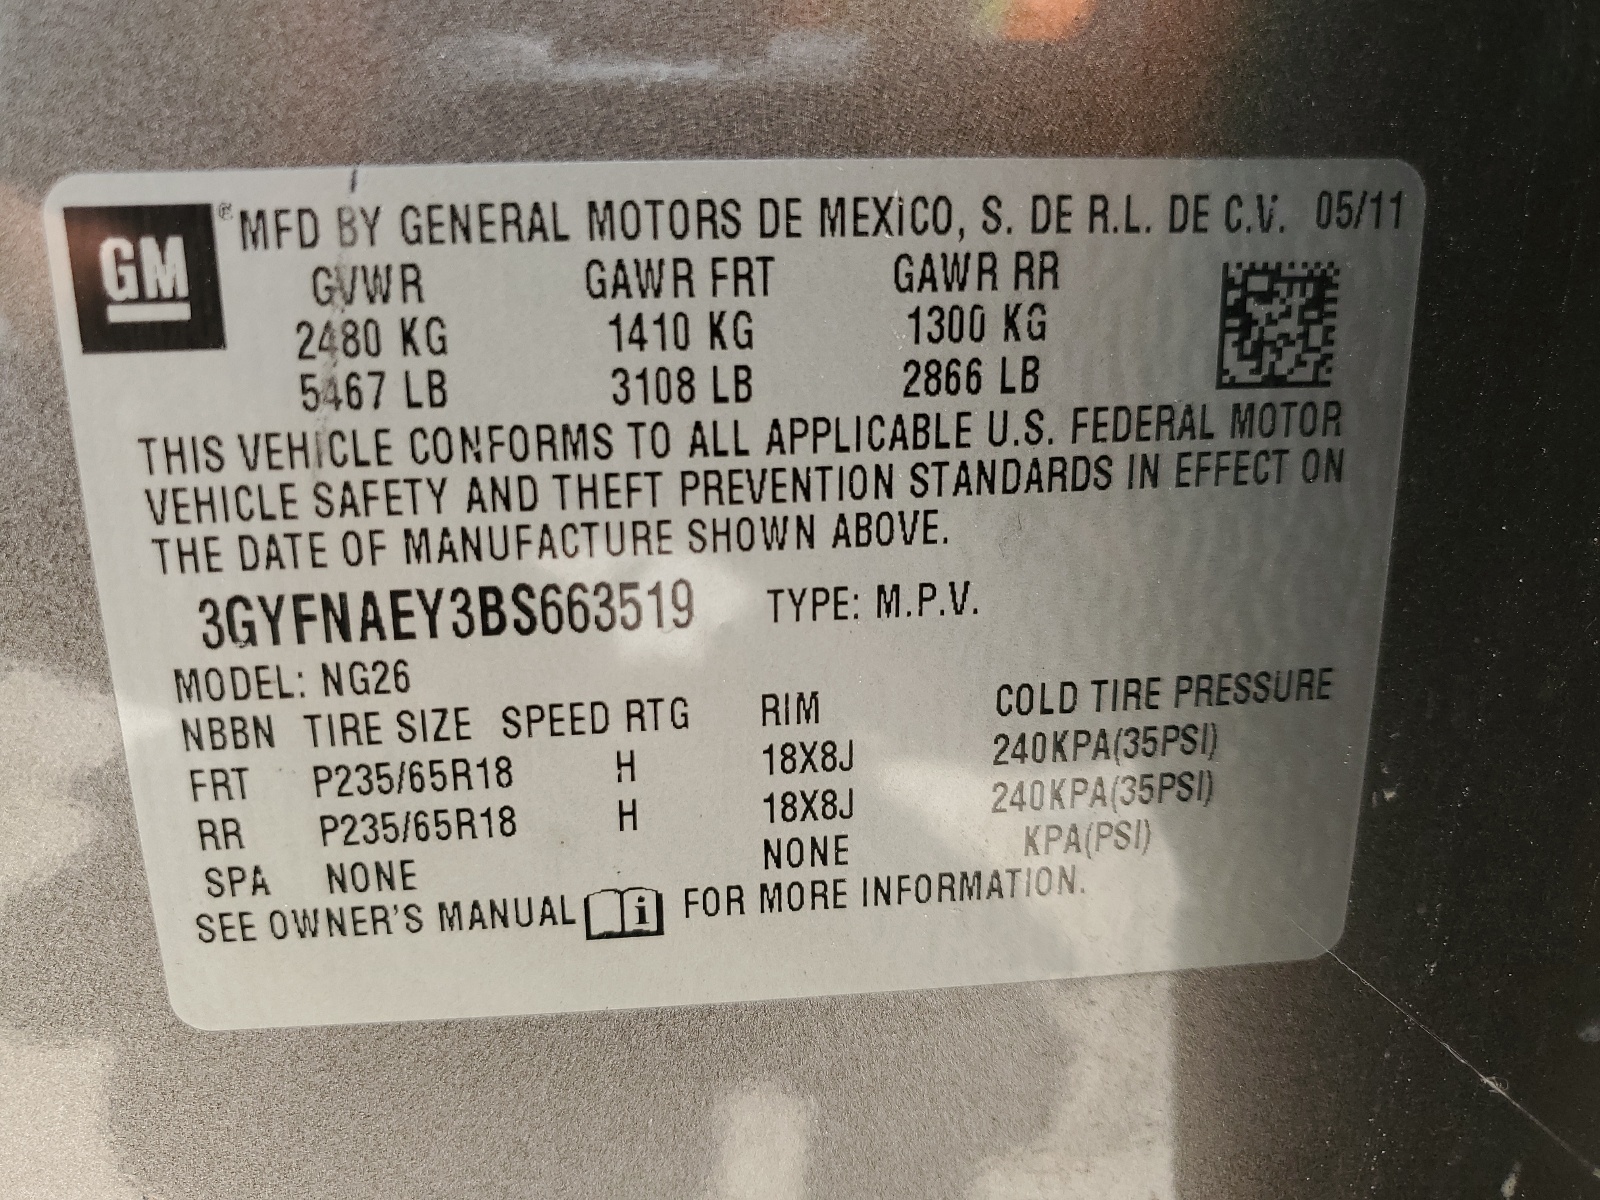 GM ® MFD BY GENERAL MOTORS DE MEXICO, S. DE R.L. DE C.V. 05/11
GVWR GAWR FRT GAWR RR
2480 KG 1410 KG 1300 KG
5467 LB 3108 LB 2866 LB
THIS VEHICLE CONFORMS TO ALL APPLICABLE U.S. FEDERAL MOTOR
VEHICLE SAFETY AND THEFT PREVENTION STANDARDS IN EFFECT ON
THE DATE OF MANUFACTURE SHOWN ABOVE.
3GYFNAEY3BS663519 TYPE: M.P.V.
MODEL: NG26
NBBN TIRE SIZE SPEED RTG RIM COLD TIRE PRESSURE
FRT P235/65R18 H 18X8J 240KPA(35PSI)
RR P235/65R18 H 18X8J 240KPA(35PSI)
SPA NONE NONE KPA(PSI)
SEE OWNER'S MANUAL i FOR MORE INFORMATION.